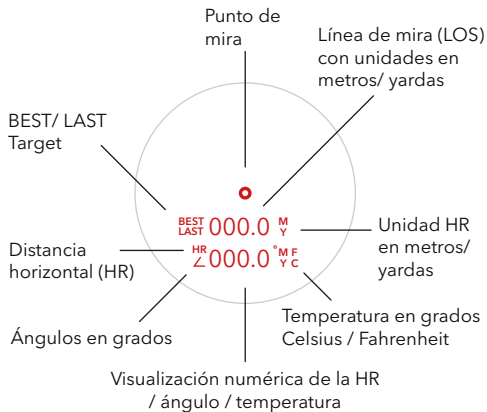 Punto de
mira
Línea de mira (LOS)
con unidades en
metros/ yardas
BEST/ LAST
Target
BEST
LAST 000.0 M
Y
HR
∠000.0 °M F
Y C
Unidad HR
en metros/
yardas
Distancia
horizontal (HR)
Ángulos en grados
Temperatura en grados
Celsius / Fahrenheit
Visualización numérica de la HR
/ ángulo / temperatura